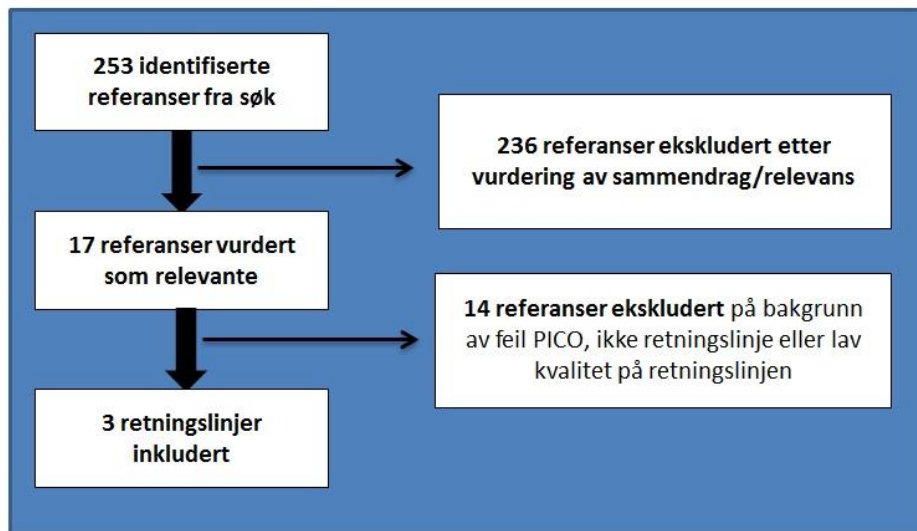 253 identifiserte
referanser fra søk
236 referanser ekskludert etter
vurdering av sammendrag/relevans
17 referanser vurdert
som relevante
14 referanser ekskludert på bakgrunn
av feil PICO, ikke retningslinje eller lav
kvalitet på retningslinjen
3 retningslinjer
inkludert